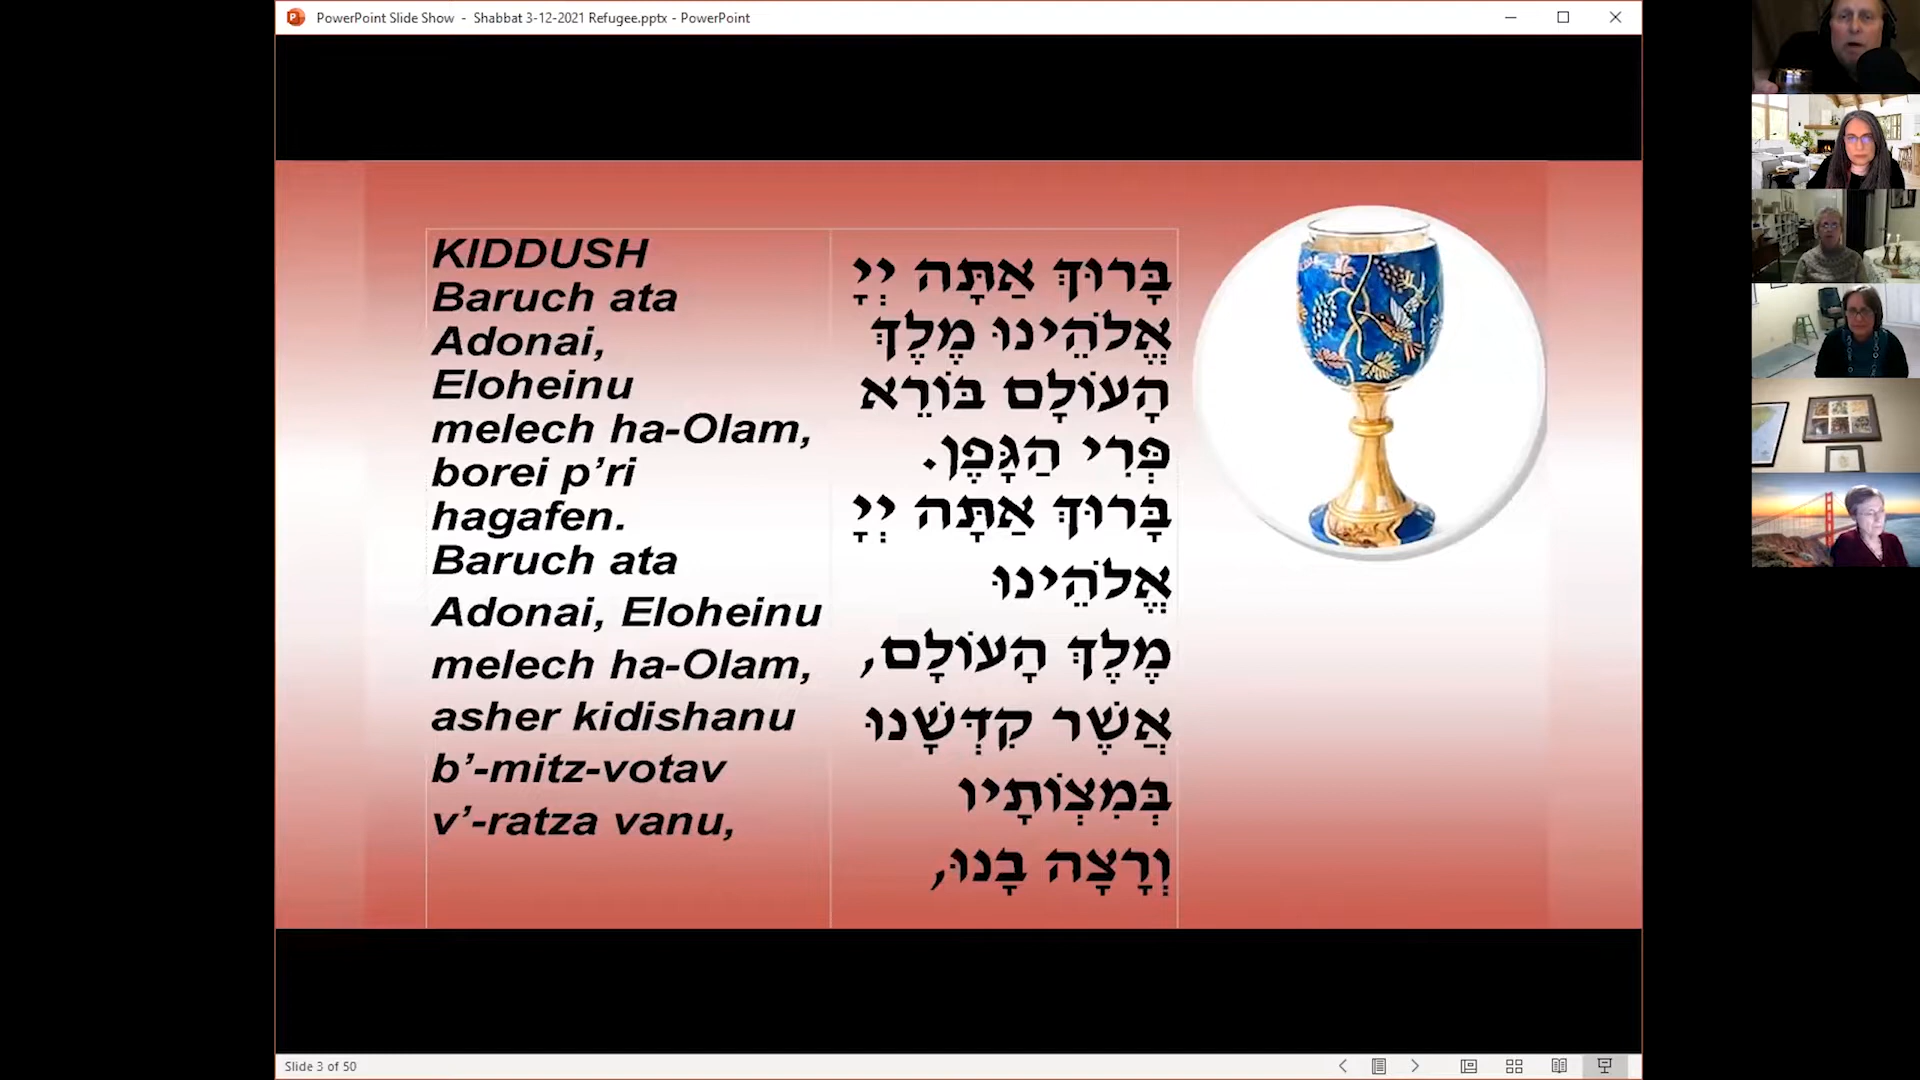 PowerPoint Slide Show - Shabbat 3-12-2021 Refugee.pptx - PowerPoint
KIDDUSH
Baruch ata
Adonai,
Eloheinu
melech ha-Olam,
borei p’ri
hagafen.
Baruch ata
Adonai, Eloheinu
melech ha-Olam,
asher kidishanu
b’-mitz-votav
v’-ratza vanu,
בָּרוּךְ אַתָּה יְיָ
אֱלֹהֵינוּ מֶלֶךְ
הָעוֹלָם בּוֹרֵא
פְּרִי הַגָּפֶן.
בָּרוּךְ אַתָּה יְיָ
אֱלֹהֵינוּ
מֶלֶךְ הָעוֹלָם,
אֲשֶׁר קִדְּשָׁנוּ
בְּמִצְוֹתָיו
וְרָצָה בָנוּ,
Slide 3 of 50